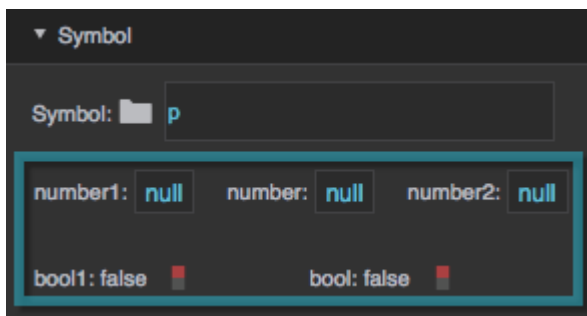 Symbol
Symbol: p
number1: null number: null number2: null
bool1: false bool: false